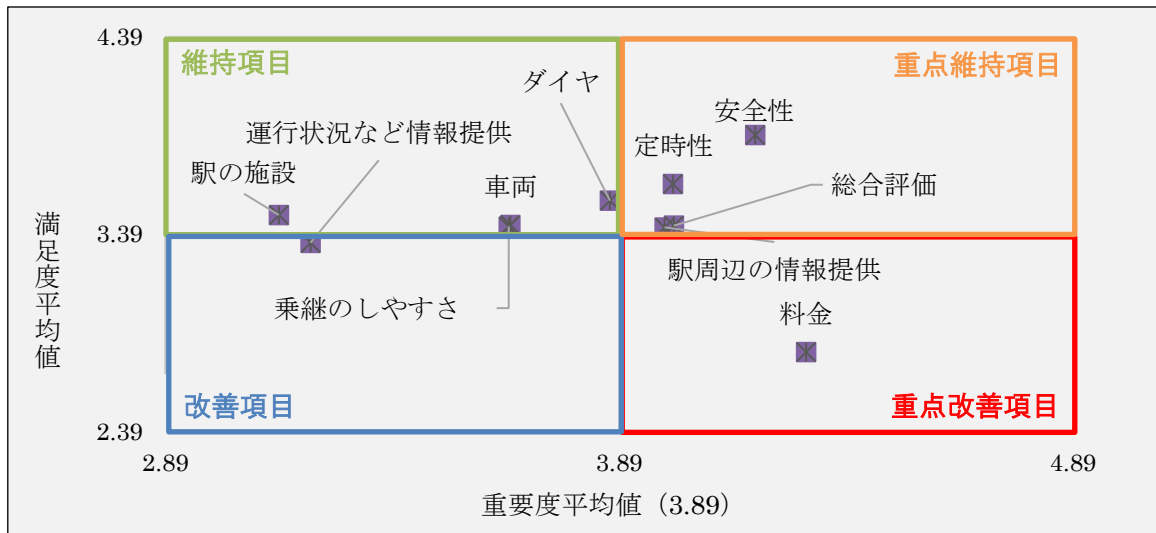 4.39
維持項目
重点維持項目
ダイヤ
安全性
運行状況など情報提供
定時性
駅の施設
車両
総合評価
満足度平均値
3.39
駅周辺の情報提供
乗継のしやすさ
料金
改善項目
重点改善項目
2.39
2.89
3.89
4.89
重要度平均値（3.89）